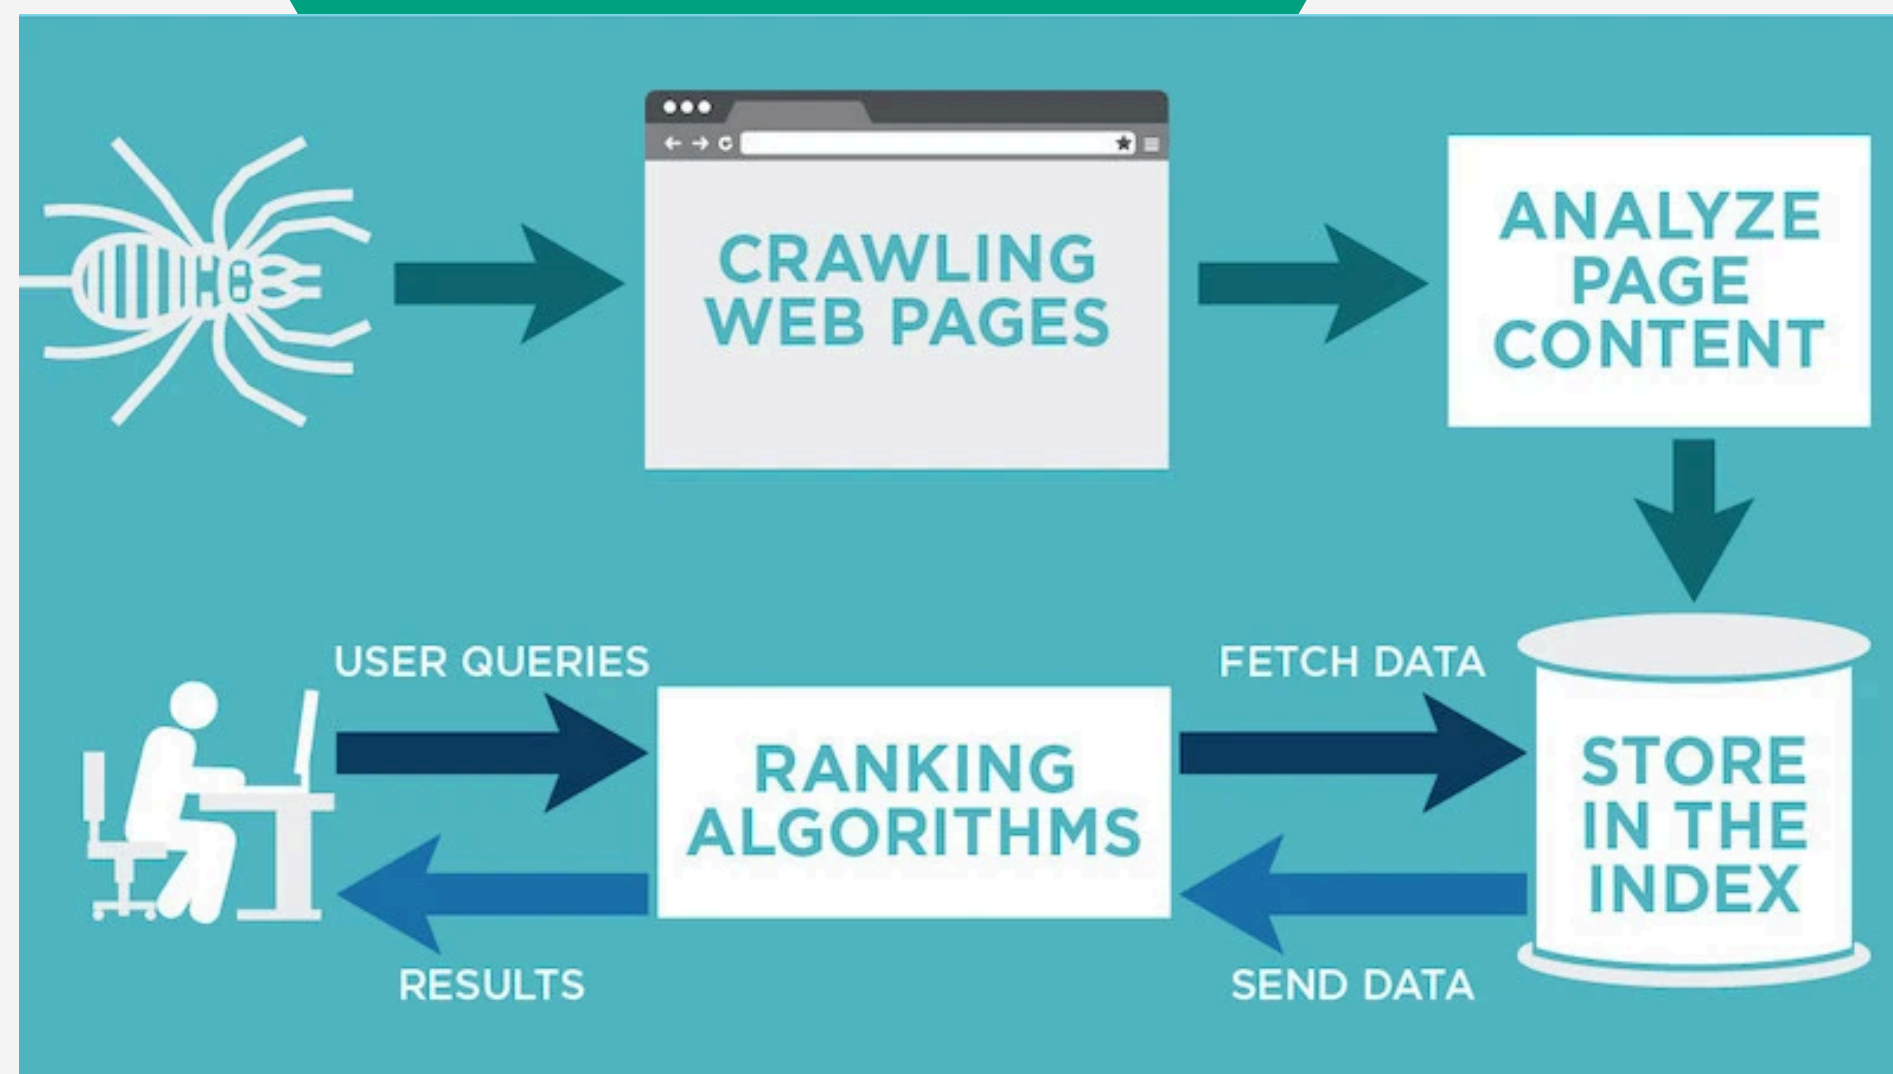 CRAWLING
WEB PAGES
ANALYZE
PAGE
CONTENT
USER QUERIES
RANKING
ALGORITHMS
FETCH DATA
STORE
IN THE
INDEX
RESULTS
SEND DATA